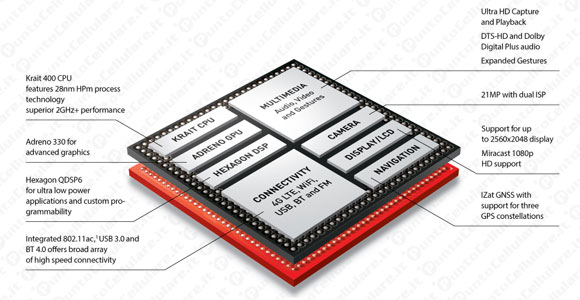 Ultra HD Capture
and Playback
DTS-HD and Dolby
Digital Plus audio
Expanded Gestures
Krait 400 CPU
features 28nm HPm process
technology
superior 2GHz+ performance
21MP with dual ISP
Adreno 330 for
advanced graphics
Support for up
to 2560x2048 display
Miracast 1080p
HD support
Hexagon QDSP6
for ultra low power
applications and custom pro-
grammability
IZat GNSS with
support for three
GPS constellations
Integrated 802.11ac,¹ USB 3.0 and
BT 4.0 offers broad array
of high speed connectivity
KRAIT CPU
ADRENO GPU
HEXAGON DSP
MULTIMEDIA
Audio, Video
and Gestures
CAMERA
DISPLAY/LCD
NAVIGATION
CONNECTIVITY
4G LTE, WiFi,
USB, BT and FM
PuntoCellulare.it